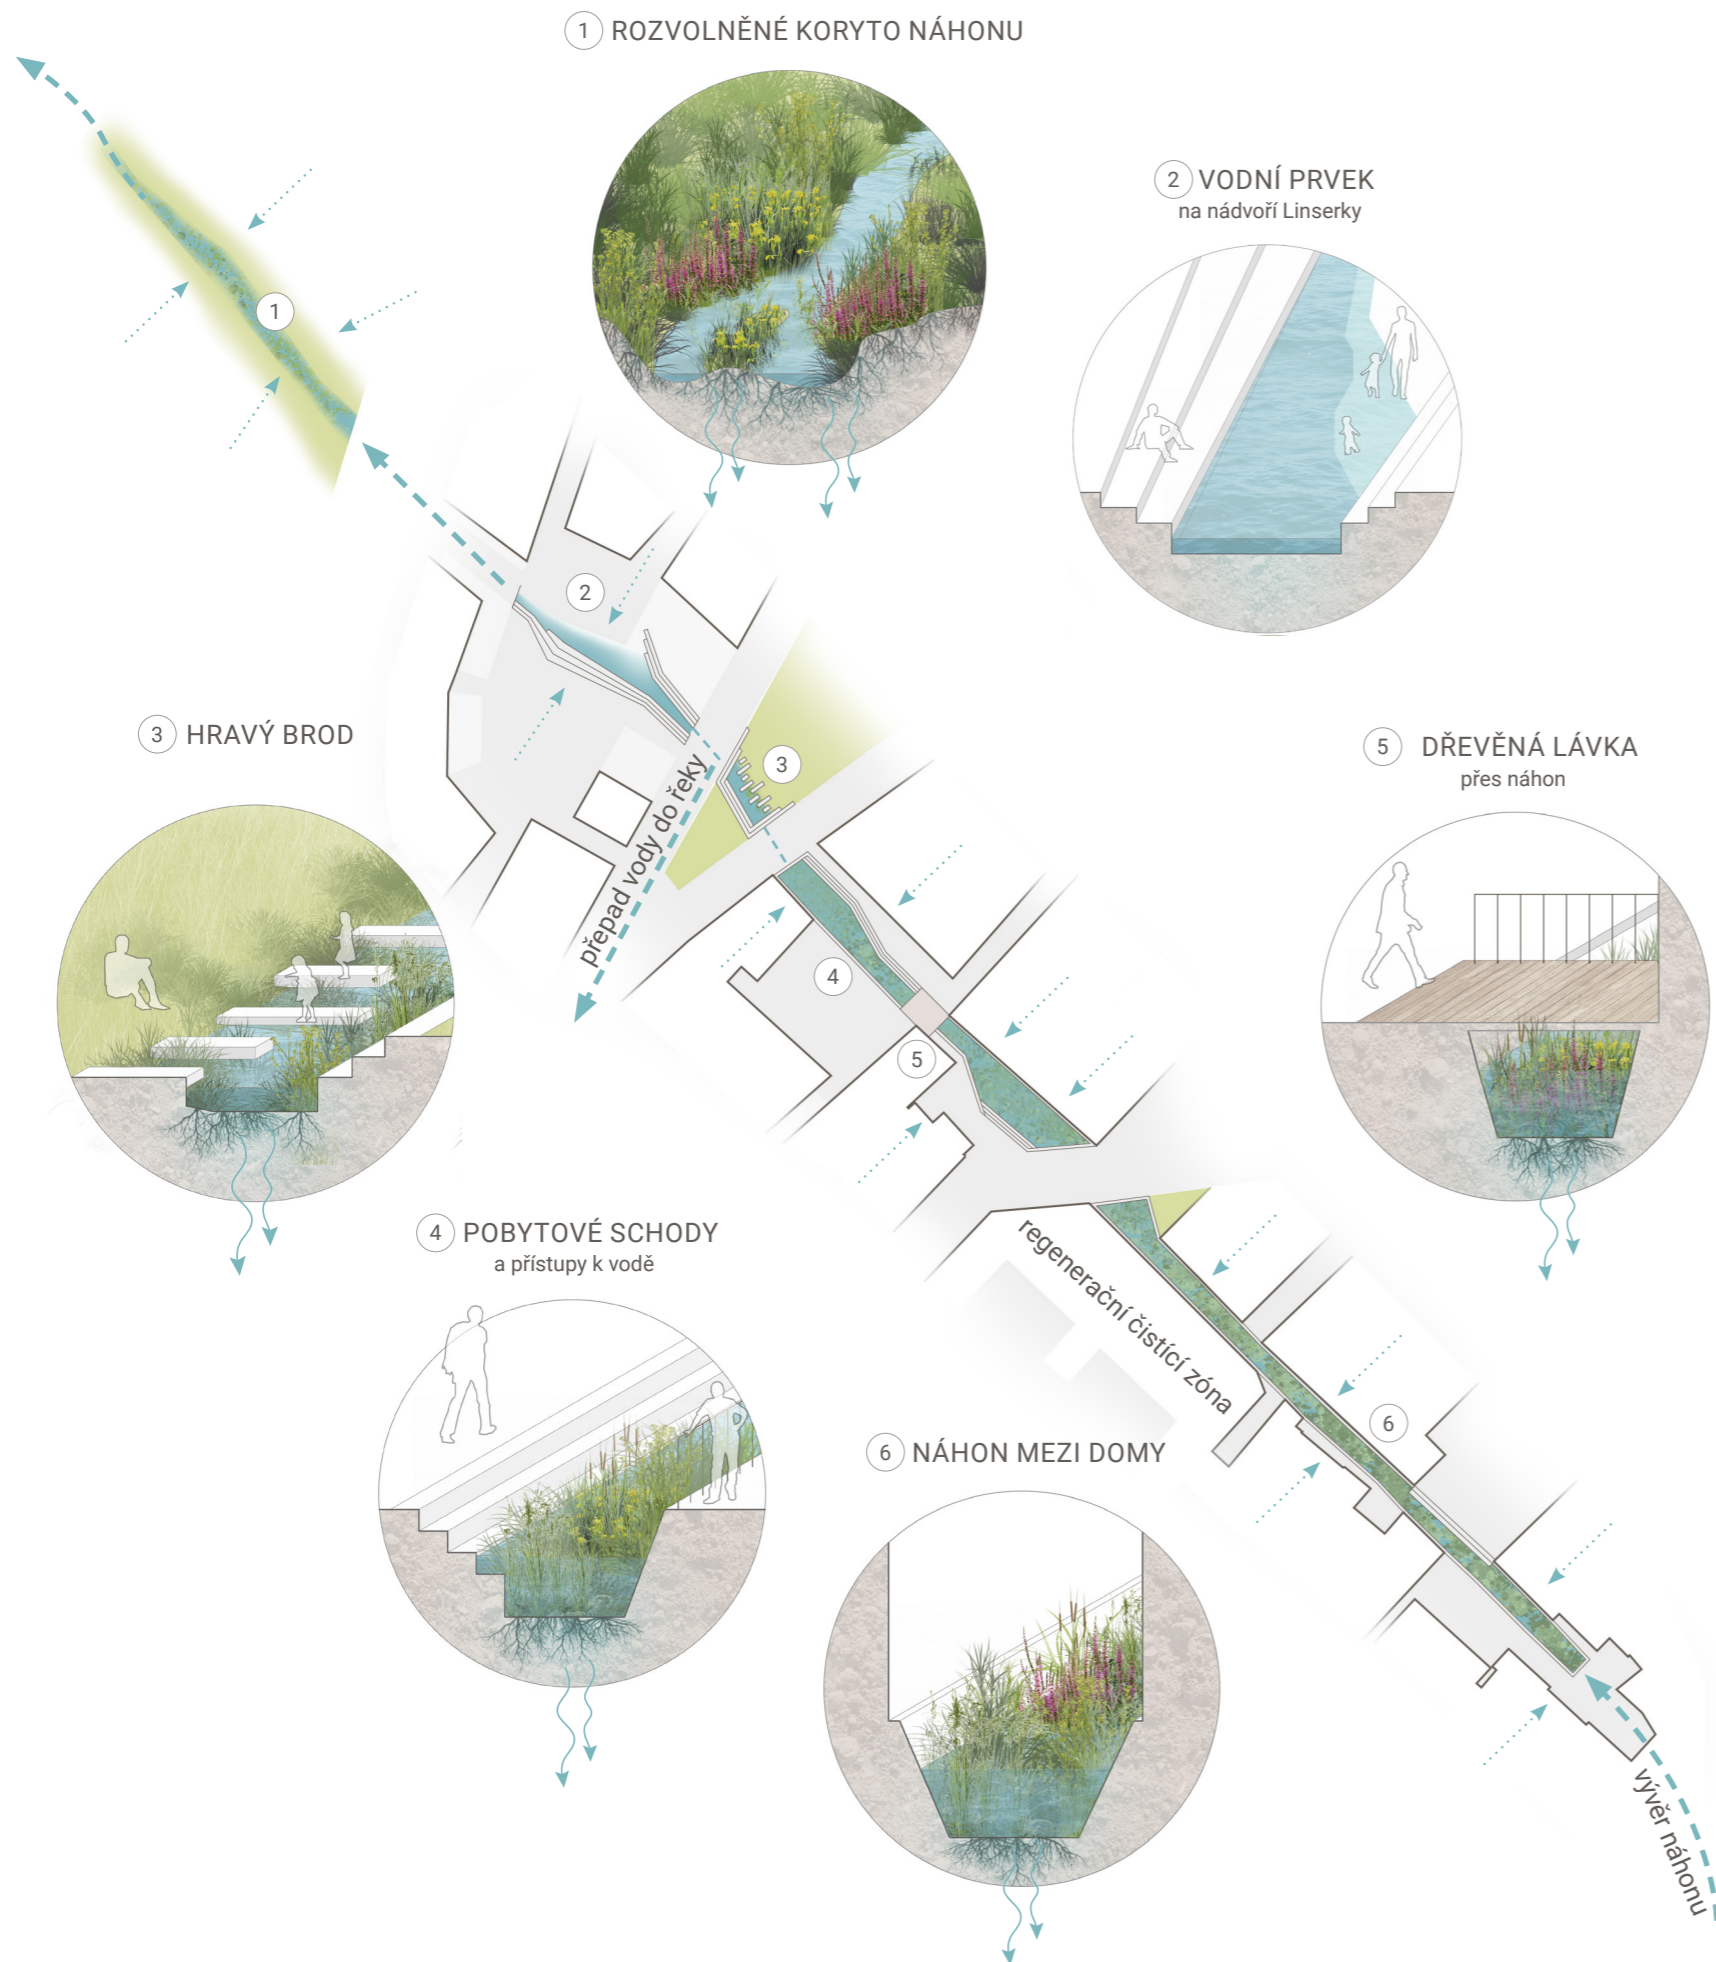 1 ROZVOLNĚNÉ KORYTO NÁHONU
2 VODNÍ PRVEK
na nádvoří Linserky
1
2
3 HRAVÝ BROD
3
5 DŘEVĚNÁ LÁVKA
přes náhon
přepad vody do řeky
4
5
4 POBYTOVÉ SCHODY
a přístupy k vodě
regenerační čistící zóna
6
6 NÁHON MEZI DOMY
vývěr náhonu